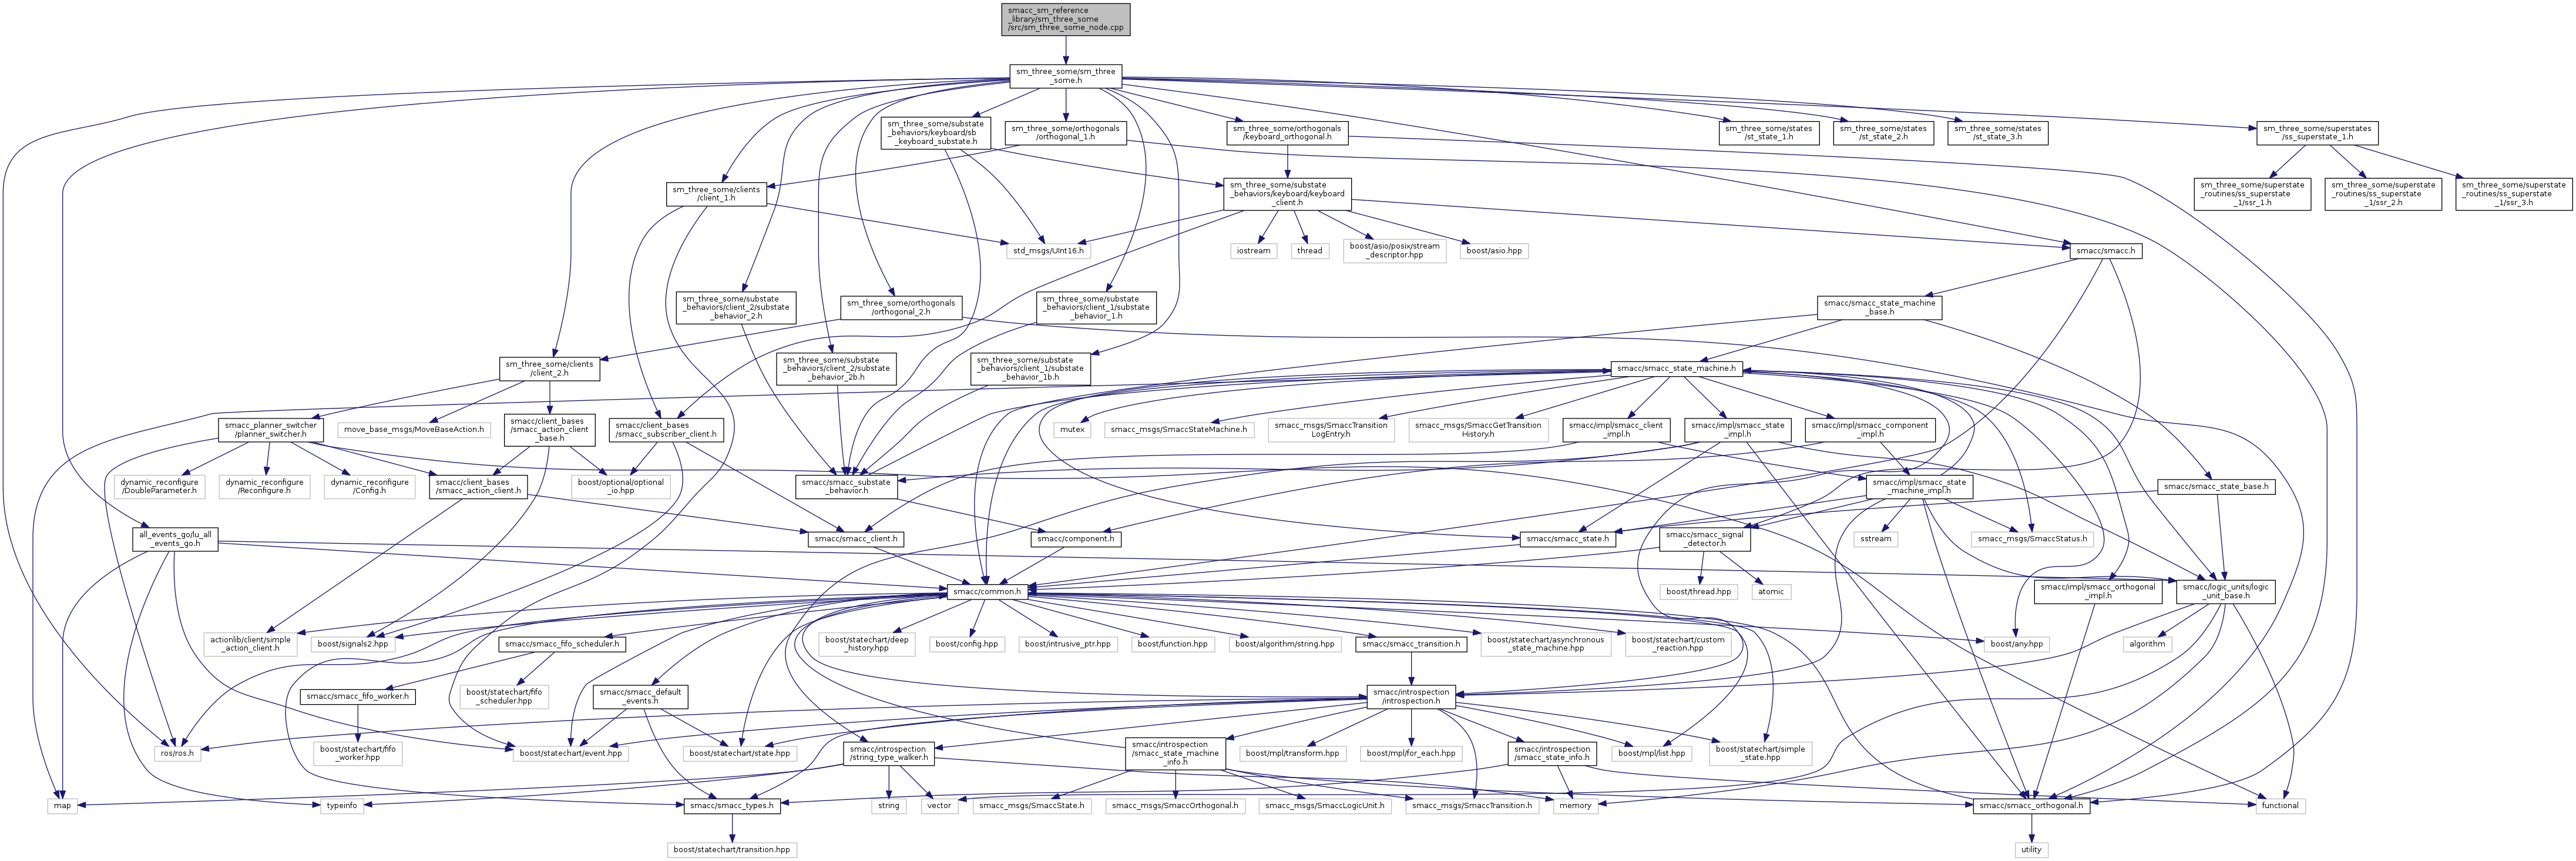 smacc_sm_reference
_library/sm_three_some
/src/sm_three_some_node.cpp
sm_three_some/sm_three
_some.h
sm_three_some/substate
_behaviors/keyboard/sb
_keyboard_substate.h
sm_three_some/orthogonals
/orthogonal_1.h
sm_three_some/orthogonals
/keyboard_orthogonal.h
sm_three_some/states
/st_state_1.h
sm_three_some/states
/st_state_2.h
sm_three_some/states
/st_state_3.h
sm_three_some/superstates
/ss_superstate_1.h
sm_three_some/clients
/client_1.h
sm_three_some/substate
_behaviors/keyboard/keyboard
_client.h
sm_three_some/superstate
_routines/ss_superstate
_1/ssr_1.h
sm_three_some/superstate
_routines/ss_superstate
_1/ssr_2.h
sm_three_some/superstate
_routines/ss_superstate
_1/ssr_3.h
std_msgs/UInt16.h
iostream
thread
boost/asio/posix/stream
_descriptor.hpp
boost/asio.hpp
smacc/smacc.h
sm_three_some/substate
_behaviors/client_2/substate
_behavior_2.h
sm_three_some/orthogonals
/orthogonal_2.h
sm_three_some/substate
_behaviors/client_1/substate
_behavior_1.h
smacc/smacc_state_machine
_base.h
sm_three_some/clients
/client_2.h
sm_three_some/substate
_behaviors/client_2/substate
_behavior_2b.h
sm_three_some/substate
_behaviors/client_1/substate
_behavior_1b.h
smacc/smacc_state_machine.h
smacc_planner_switcher
/planner_switcher.h
move_base_msgs/MoveBaseAction.h
smacc/client_bases
/smacc_action_client
_base.h
smacc/client_bases
/smacc_subscriber_client.h
mutex
smacc_msgs/SmaccStateMachine.h
smacc_msgs/SmaccTransition
LogEntry.h
smacc_msgs/SmaccGetTransition
History.h
smacc/impl/smacc_client
_impl.h
smacc/impl/smacc_state
_impl.h
smacc/impl/smacc_component
_impl.h
dynamic_reconfigure
/DoubleParameter.h
dynamic_reconfigure
/Reconfigure.h
dynamic_reconfigure
/Config.h
smacc/client_bases
/smacc_action_client.h
boost/optional/optional
_io.hpp
smacc/smacc_substate
_behavior.h
smacc/impl/smacc_state
_machine_impl.h
smacc/smacc_state_base.h
all_events_go/lu_all
_events_go.h
smacc/smacc_client.h
smacc/component.h
smacc/smacc_state.h
smacc/smacc_signal
_detector.h
sstream
smacc_msgs/SmaccStatus.h
smacc/common.h
boost/thread.hpp
atomic
smacc/impl/smacc_orthogonal
_impl.h
smacc/logic_units/logic
_unit_base.h
actionlib/client/simple
_action_client.h
boost/signals2.hpp
smacc/smacc_fifo_scheduler.h
boost/statechart/deep
_history.hpp
boost/config.hpp
boost/intrusive_ptr.hpp
boost/function.hpp
boost/algorithm/string.hpp
smacc/smacc_transition.h
boost/statechart/asynchronous
_state_machine.hpp
boost/statechart/custom
_reaction.hpp
boost/any.hpp
algorithm
smacc/smacc_fifo_worker.h
boost/statechart/fifo
_scheduler.hpp
smacc/smacc_default
_events.h
smacc/introspection
/introspection.h
ros/ros.h
boost/statechart/fifo
_worker.hpp
boost/statechart/event.hpp
boost/statechart/state.hpp
smacc/introspection
/string_type_walker.h
smacc/introspection
/smacc_state_machine
_info.h
boost/mpl/transform.hpp
boost/mpl/for_each.hpp
smacc/introspection
/smacc_state_info.h
boost/mpl/list.hpp
boost/statechart/simple
_state.hpp
map
typeinfo
smacc/smacc_types.h
string
vector
smacc_msgs/SmaccState.h
smacc_msgs/SmaccOrthogonal.h
smacc_msgs/SmaccLogicUnit.h
smacc_msgs/SmaccTransition.h
memory
smacc/smacc_orthogonal.h
functional
boost/statechart/transition.hpp
utility